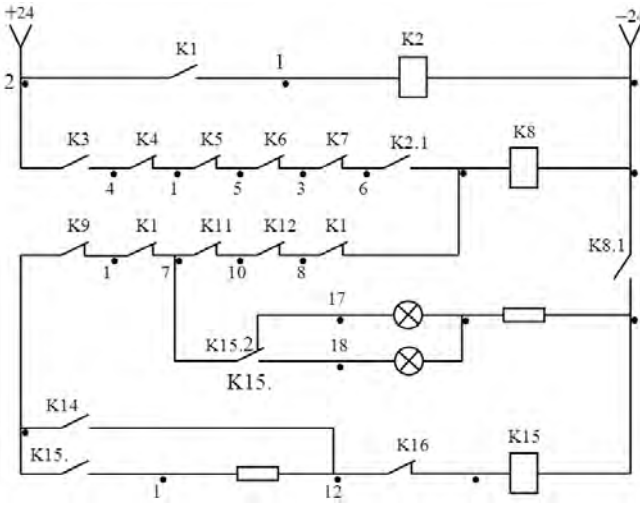 +24 −24
K1 1 K2
2
K3 K4 K5 K6 K7 K2.1 K8
4 1 5 3 6
K9 K1 K11 K12 K1
K8.1
1 7 10 8
17
K15.2 18
K15.
K14
K15. K16 K15
1 12